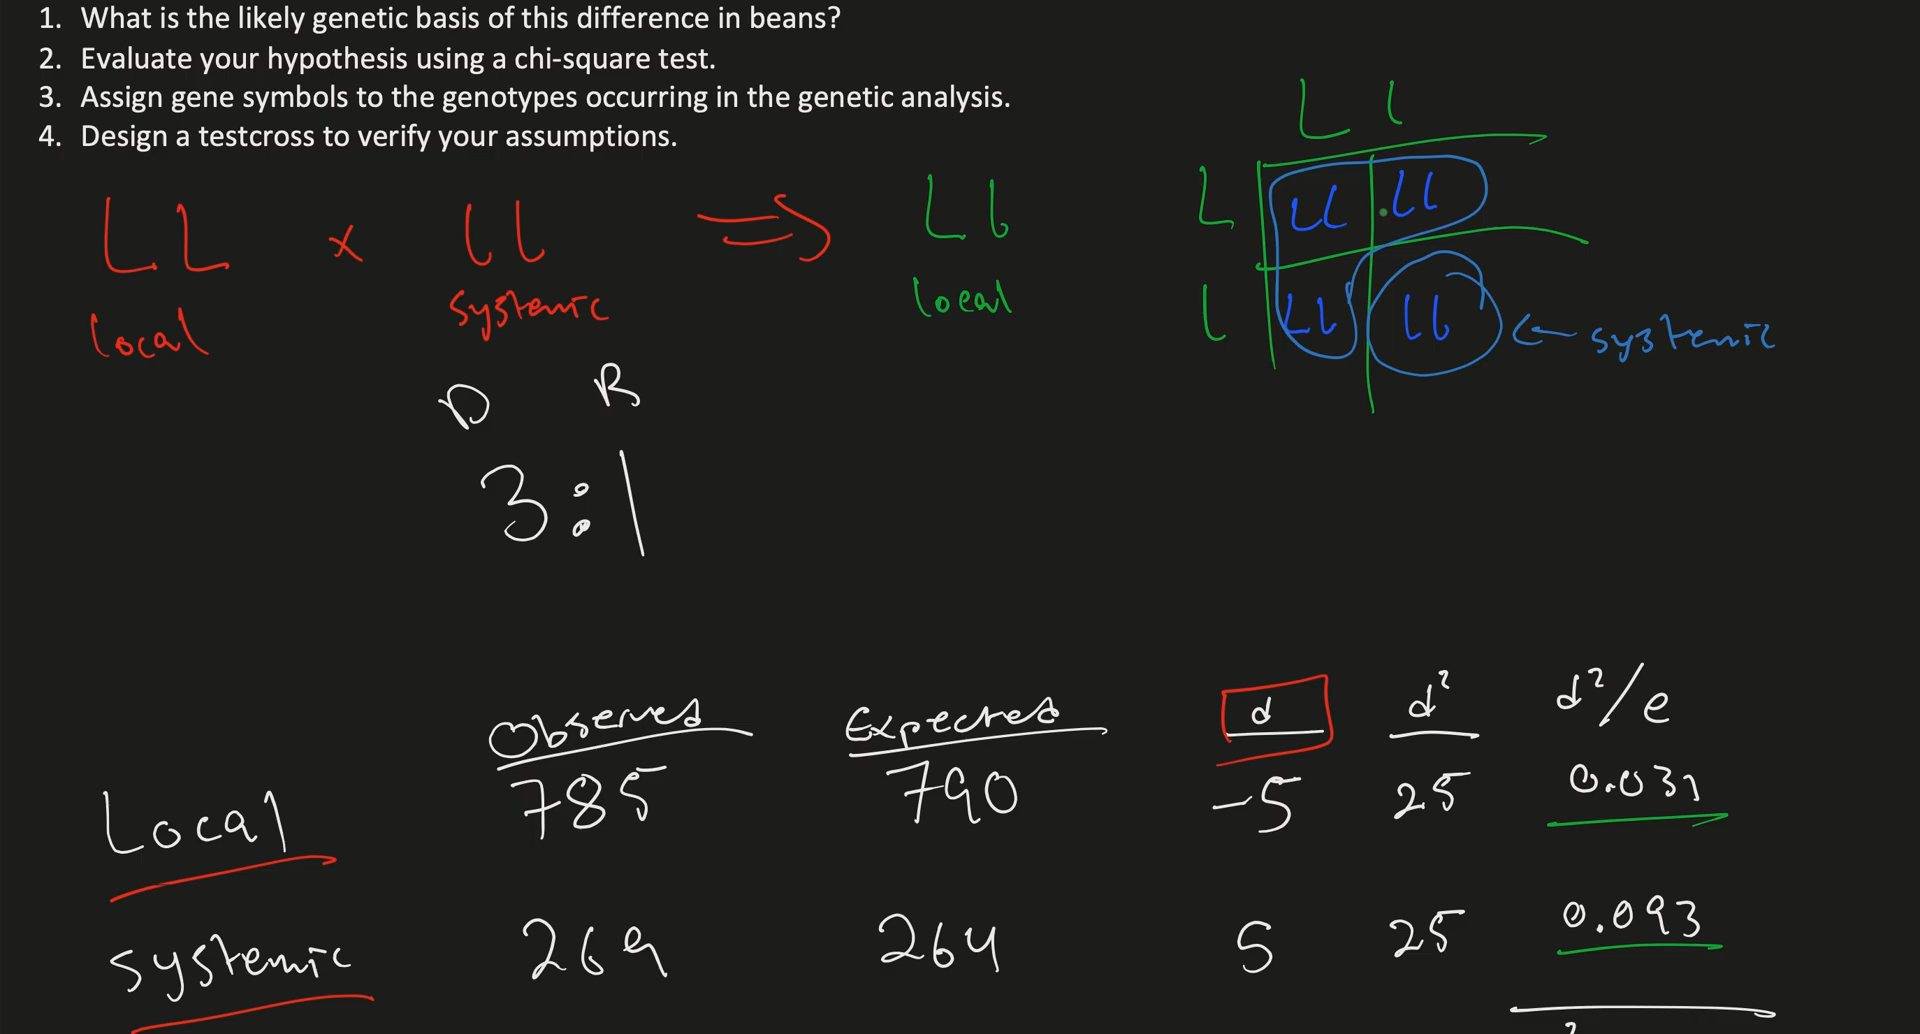 1. What is the likely genetic basis of this difference in beans?
2. Evaluate your hypothesis using a chi-square test.
3. Assign gene symbols to the genotypes occurring in the genetic analysis.
4. Design a testcross to verify your assumptions.
L l
LL x ll ⇒ Ll
L LL Ll
local systemic local
l Ll ll ← systemic
D R
3:1
Observed Expected d d²  d²/e
Local 785 790 -5 25 0.031
systemic 269 264 5 25 0.093